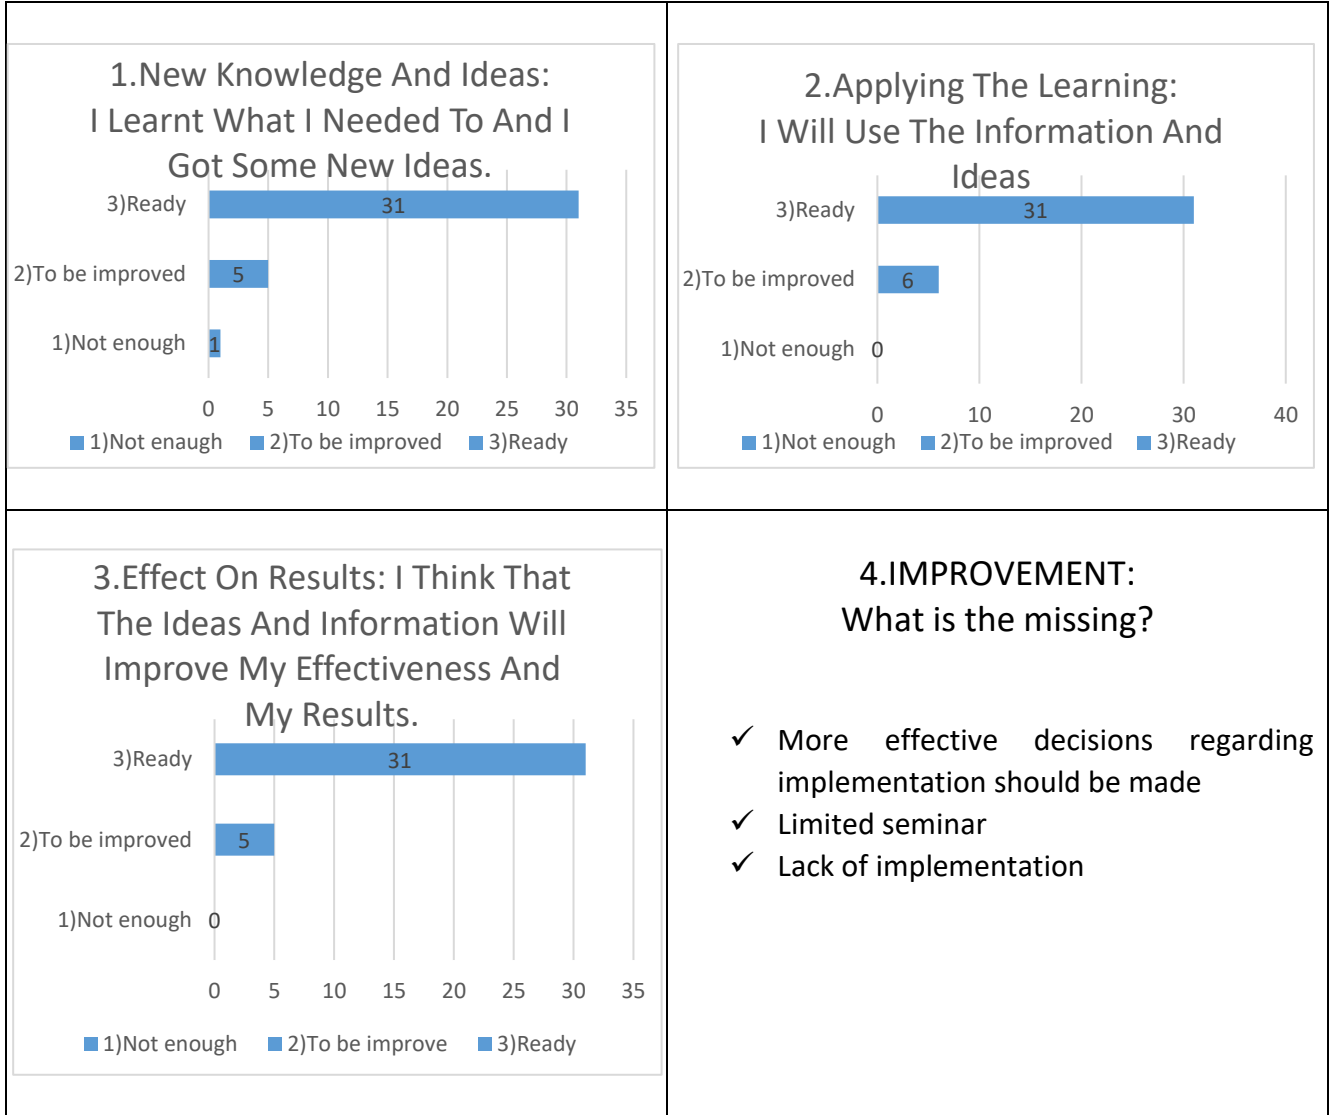 1.New Knowledge And Ideas:
I Learnt What I Needed To And I
Got Some New Ideas.
3)Ready
31
2)To be improved
5
1)Not enough
1
0 5 10 15 20 25 30 35
1)Not enaugh 2)To be improved 3)Ready
2.Applying The Learning:
I Will Use The Information And
Ideas
3)Ready
31
2)To be improved
6
1)Not enough
0
0 10 20 30 40
1)Not enough 2)To be improved 3)Ready
3.Effect On Results: I Think That
The Ideas And Information Will
Improve My Effectiveness And
My Results.
3)Ready
31
2)To be improved
5
1)Not enough
0
0 5 10 15 20 25 30 35
1)Not enough 2)To be improve 3)Ready
4.IMPROVEMENT:
What is the missing?
✓ More effective decisions regarding
implementation should be made
✓ Limited seminar
✓ Lack of implementation